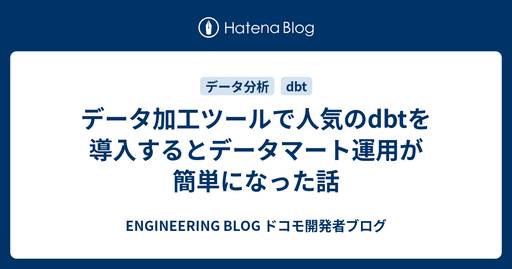 Hatena Blog
データ分析 dbt
データ加工ツールで人気のdbtを
導入するとデータマート運用が
簡単になった話
ENGINEERING BLOG ドコモ開発者ブログ